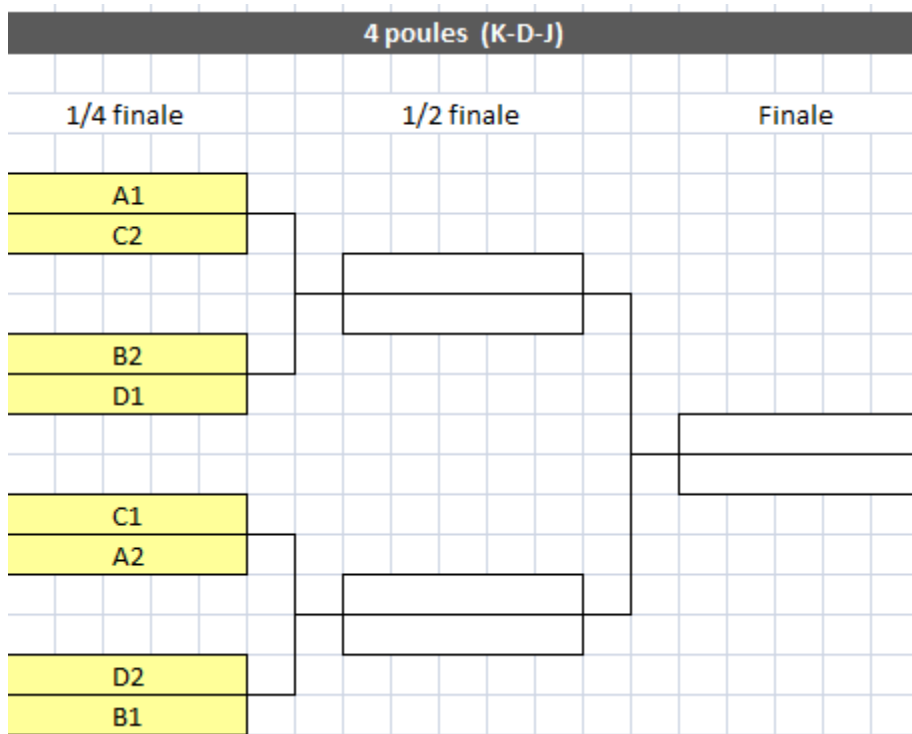 4 poules (K-D-J)
1/4 finale 1/2 finale Finale
A1
C2
B2
D1
C1
A2
D2
B1